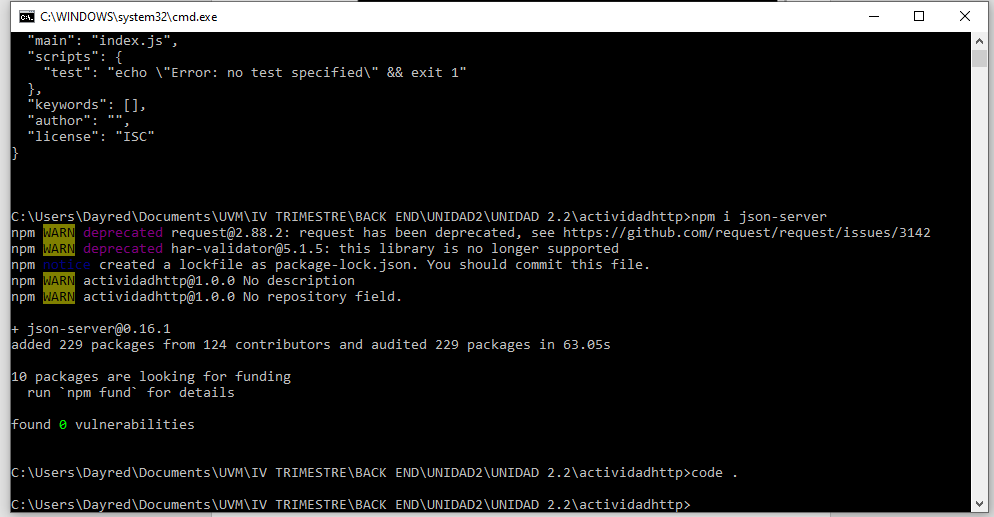 C:\WINDOWS\system32\cmd.exe
"main": "index.js",
"scripts": {
"test": "echo \"Error: no test specified\" && exit 1"
},
"keywords": [],
"author": "",
"license": "ISC"
}
C:\Users\Dayred\Documents\UVM\IV TRIMESTRE\BACK END\UNIDAD2\UNIDAD 2.2\actividadhttp>npm i json-server
npm WARN deprecated request@2.88.2: request has been deprecated, see https://github.com/request/request/issues/3142
npm WARN deprecated har-validator@5.1.5: this library is no longer supported
npm notice created a lockfile as package-lock.json. You should commit this file.
npm WARN actividadhttp@1.0.0 No description
npm WARN actividadhttp@1.0.0 No repository field.
+ json-server@0.16.1
added 229 packages from 124 contributors and audited 229 packages in 63.05s
10 packages are looking for funding
run `npm fund` for details
found 0 vulnerabilities
C:\Users\Dayred\Documents\UVM\IV TRIMESTRE\BACK END\UNIDAD2\UNIDAD 2.2\actividadhttp>code .
C:\Users\Dayred\Documents\UVM\IV TRIMESTRE\BACK END\UNIDAD2\UNIDAD 2.2\actividadhttp>